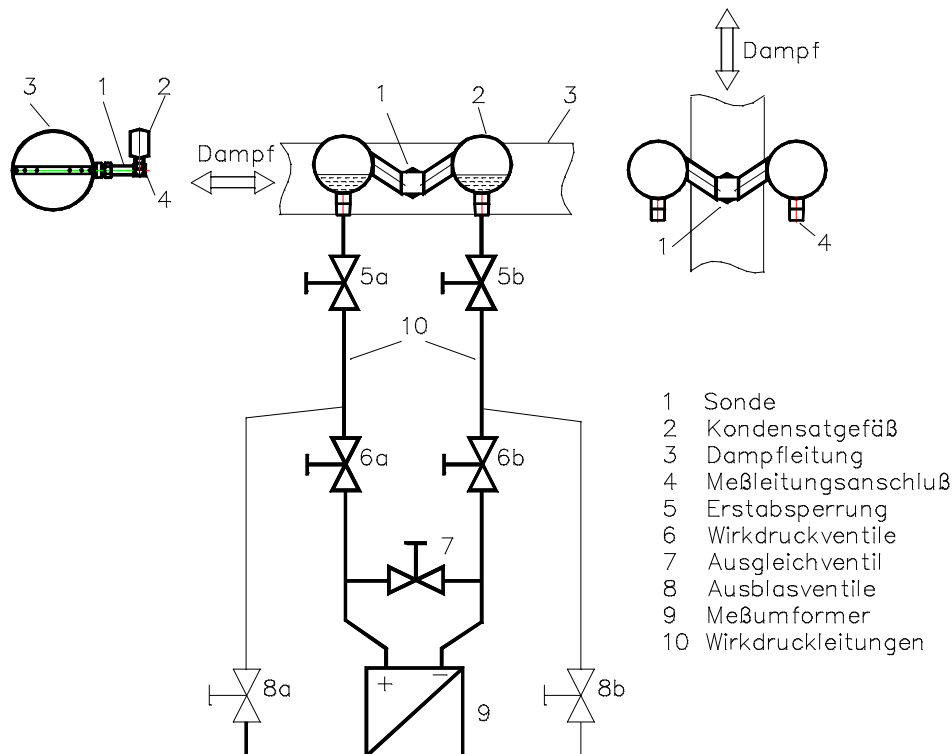 Dampf
3
1
2
4
Dampf
1
2
3
Dampf
1
4
5a
5b
10
6a
6b
7
8a
8b
+
−
9
1 Sonde
2 Kondensatgefäß
3 Dampfleitung
4 Meßleitungsanschluß
5 Erstabsperrung
6 Wirkdruckventile
7 Ausgleichventil
8 Ausblasventile
9 Meßumformer
10 Wirkdruckleitungen